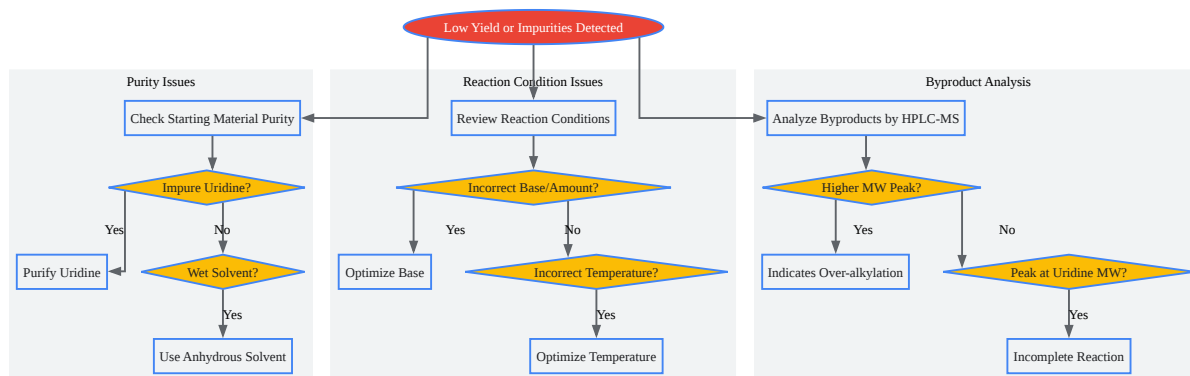 Low Yield or Impurities Detected
Purity Issues
Reaction Condition Issues
Byproduct Analysis
Check Starting Material Purity
Review Reaction Conditions
Analyze Byproducts by HPLC-MS
Impure Uridine?
Incorrect Base/Amount?
Higher MW Peak?
Yes
No
Yes
No
Yes
No
Purify Uridine
Wet Solvent?
Optimize Base
Incorrect Temperature?
Indicates Over-alkylation
Peak at Uridine MW?
Yes
Yes
Yes
Use Anhydrous Solvent
Optimize Temperature
Incomplete Reaction